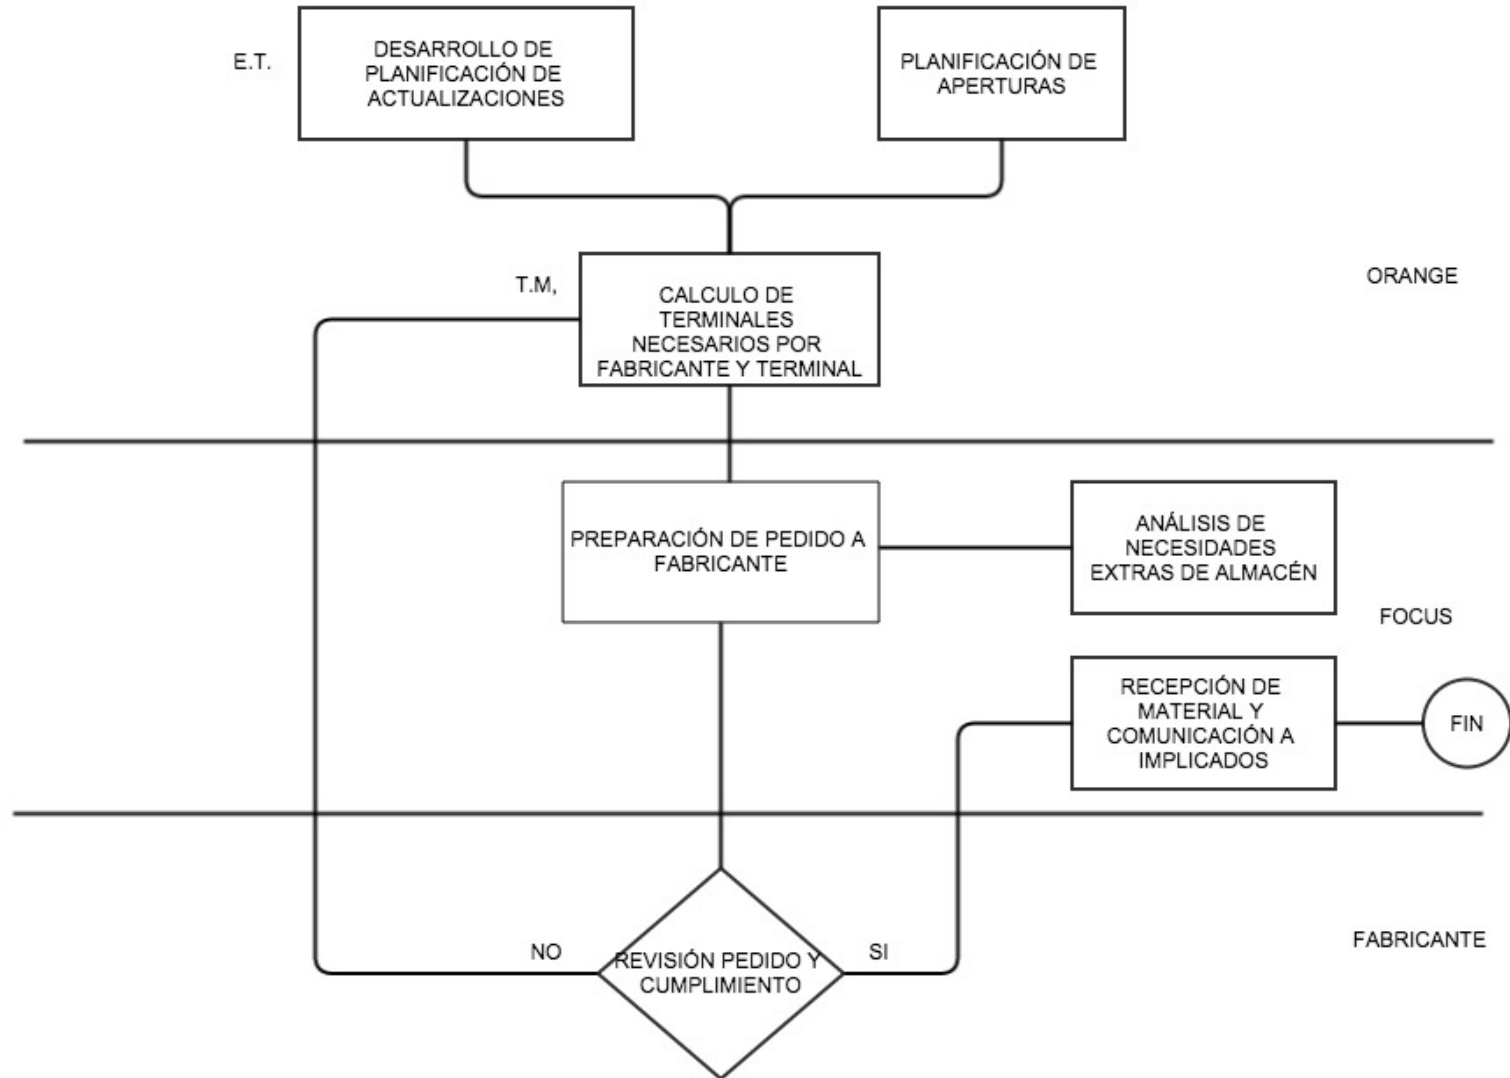 E.T.
DESARROLLO DE
PLANIFICACIÓN DE
ACTUALIZACIONES
PLANIFICACIÓN DE
APERTURAS
T.M,
CALCULO DE
TERMINALES
NECESARIOS POR
FABRICANTE Y TERMINAL
ORANGE
PREPARACIÓN DE PEDIDO A
FABRICANTE
ANÁLISIS DE
NECESIDADES
EXTRAS DE ALMACÉN
FOCUS
RECEPCIÓN DE
MATERIAL Y
COMUNICACIÓN A
IMPLICADOS
FIN
NO
REVISIÓN PEDIDO Y
CUMPLIMIENTO
SI
FABRICANTE